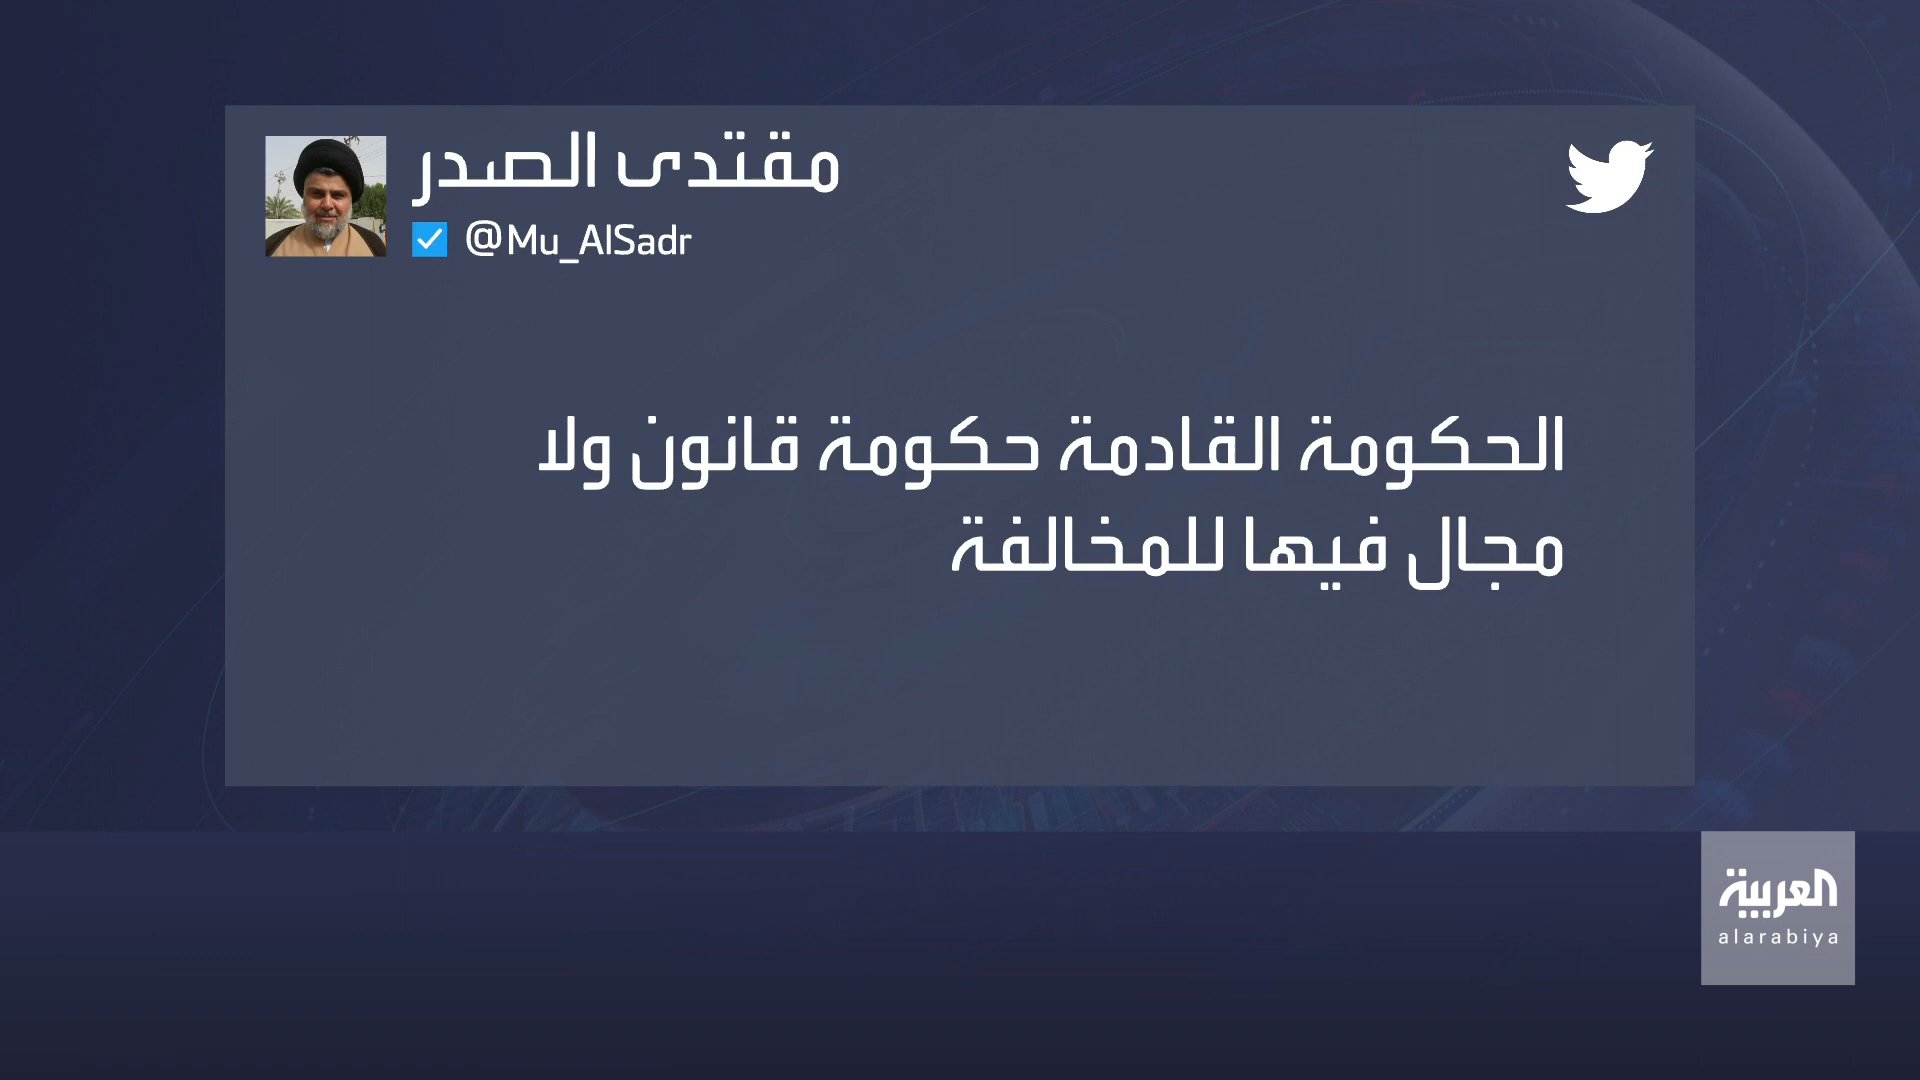 مقتدى الصدر
@Mu_AlSadr
الحكومة القادمة حكومة قانون ولا
مجال فيها للمخالفة
العربية
alarabiya